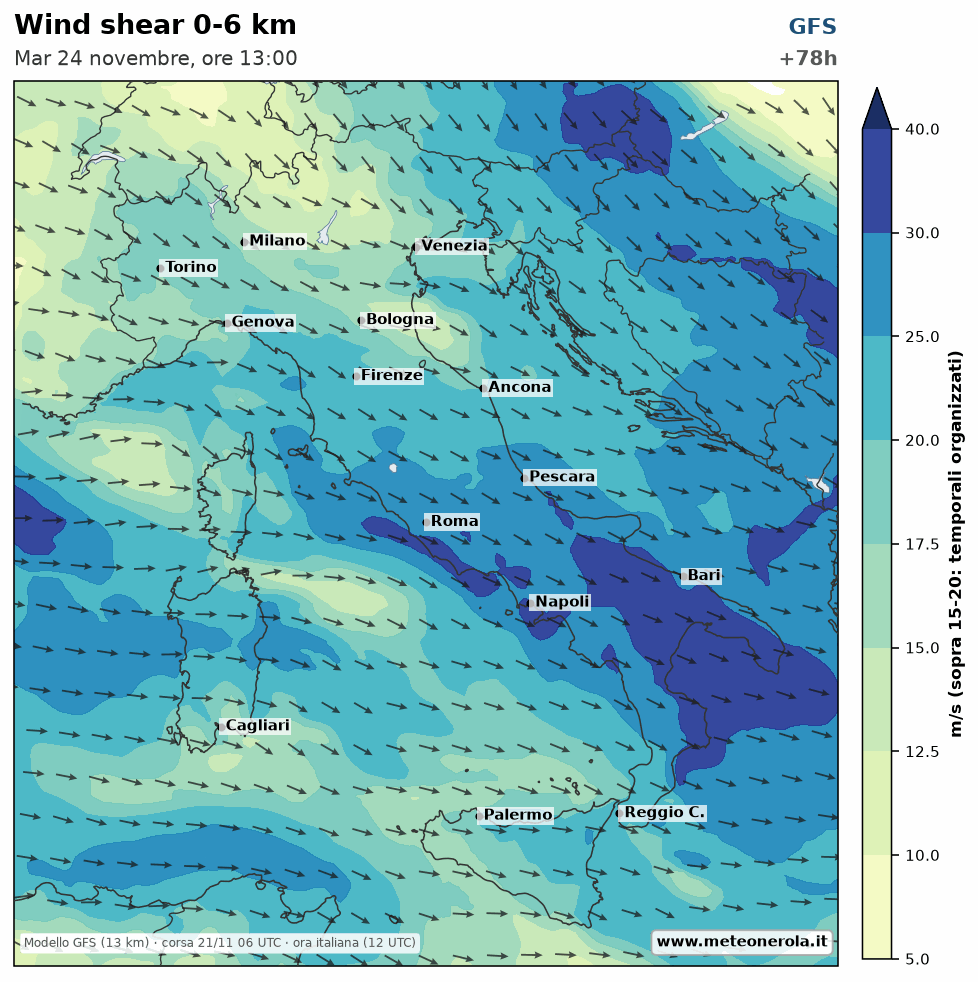 Wind shear 0-6 km
GFS
Mar 24 novembre, ore 13:00
+78h
Milano
Venezia
Torino
Genova
Bologna
Firenze
Ancona
Pescara
Roma
Bari
Napoli
Cagliari
Palermo
Reggio C.
40.0
30.0
25.0
20.0
17.5
15.0
12.5
10.0
5.0
m/s (sopra 15-20: temporali organizzati)
Modello GFS (13 km) · corsa 21/11 06 UTC · ora italiana (12 UTC)
www.meteonerola.it